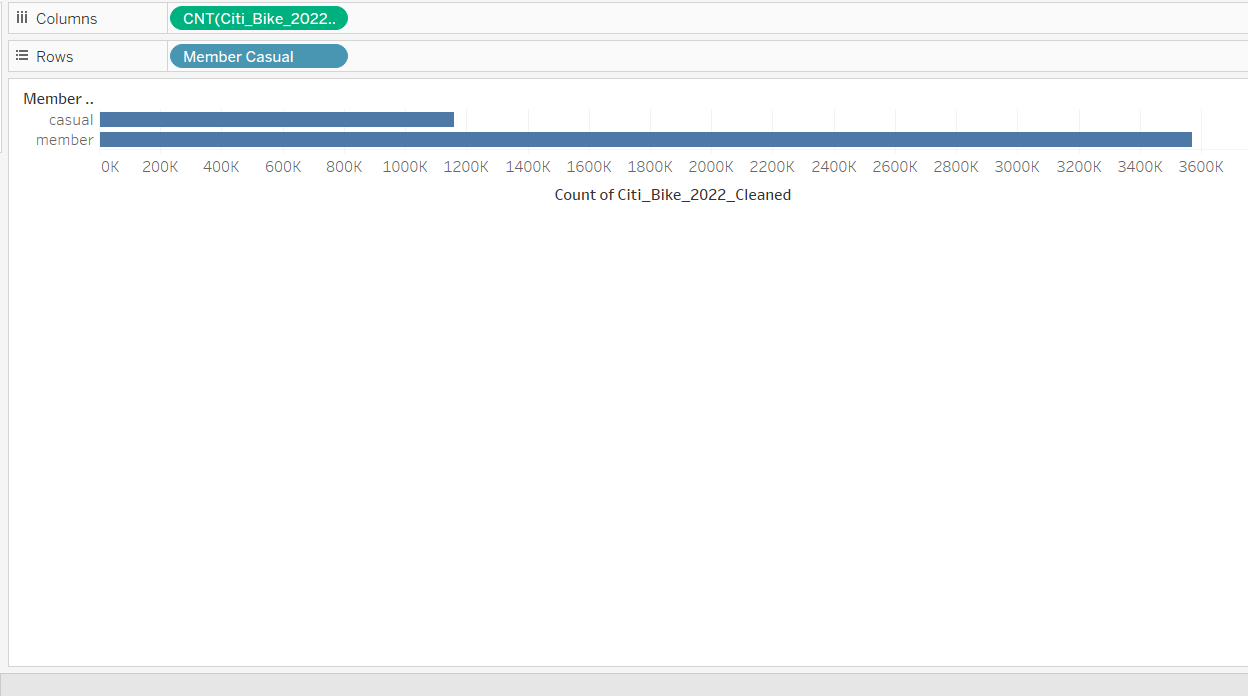 Columns CNT(Citi_Bike_2022..
Rows Member Casual
Member ..
casual
member
0K 200K 400K 600K 800K 1000K 1200K 1400K 1600K 1800K 2000K 2200K 2400K 2600K 2800K 3000K 3200K 3400K 3600K
Count of Citi_Bike_2022_Cleaned